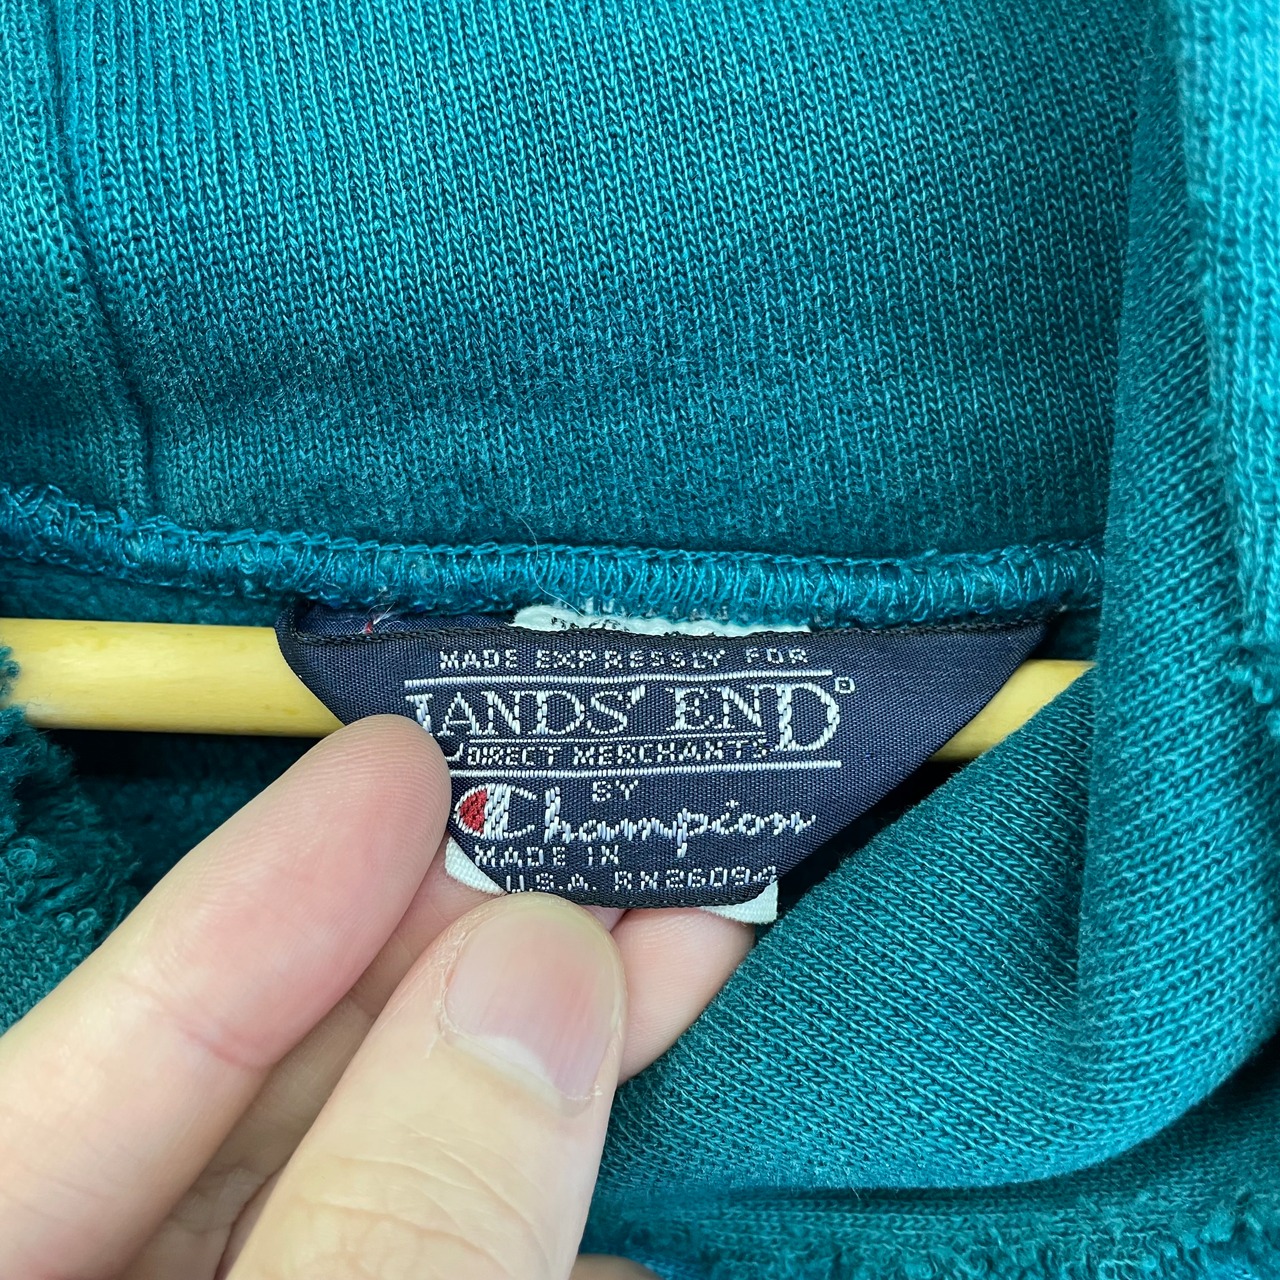 MADE EXPRESSLY FOR
LANDS' END®
DIRECT MERCHANTS
BY
Champion
MADE IN
U.S.A. RN26094